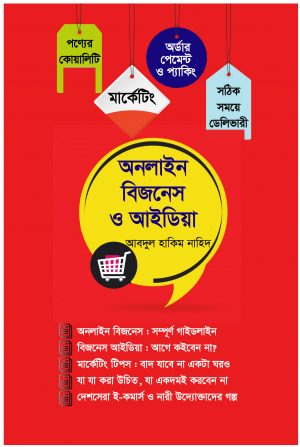 পণ্যের
কোয়ালিটি
মার্কেটিং
অর্ডার
পেমেন্ট
ও প্যাকিং
সঠিক
সময়ে
ডেলিভারী
অনলাইন
বিজনেস
ও আইডিয়া
আবদুল হাকিম নাহিদ
অনলাইন বিজনেস : সম্পূর্ণ গাইডলাইন
বিজনেস আইডিয়া : আগে কইবেন না?
মার্কেটিং টিপস : বাদ যাবে না একটা ঘরও
যা যা করা উচিত, যা একদমই করবেন না
দেশসেরা ই-কমার্স ও নারী উদ্যোক্তাদের গল্প